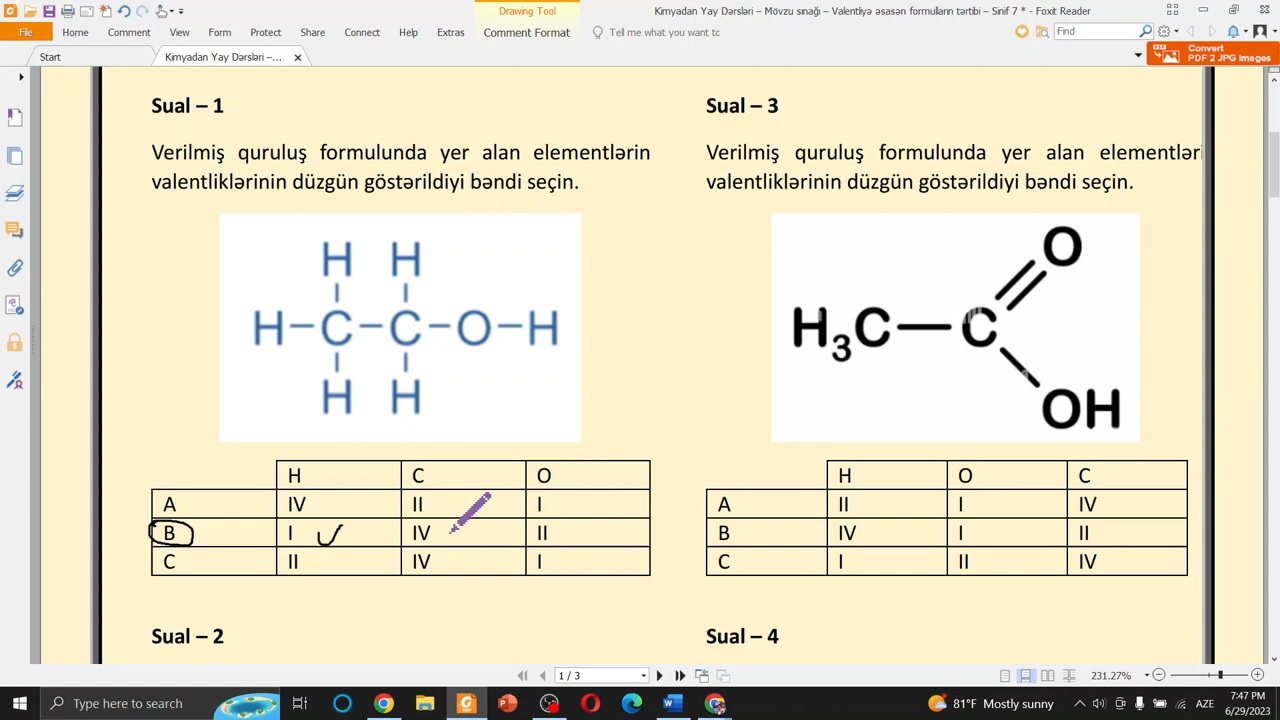 Drawing Tool
Kimyadan Yay Dərsləri – Mövzu sınağı – Valentliyə əsasən formulların tərtibi – Sinif 7 * - Foxit Reader
File Home Comment View Form Protect Share Connect Help Extras Comment Format Tell me what you want tc Find
Start Kimyadan Yay Dərsləri –... Convert
PDF 2 JPG Images
Sual – 1
Verilmiş quruluş formulunda yer alan elementlərin
valentliklərinin düzgün göstərildiyi bəndi seçin.
H H
H–C–C–O–H
H H
H C O
A IV II I
B I IV II
C II IV I
Sual – 2
Sual – 3
Verilmiş quruluş formulunda yer alan elementləri
valentliklərinin düzgün göstərildiyi bəndi seçin.
O
H3C C
OH
H O C
A II I IV
B IV I II
C I II IV
Sual – 4
1 / 3 231.27%
Type here to search 81°F Mostly sunny AZE 7:47 PM
6/29/2023